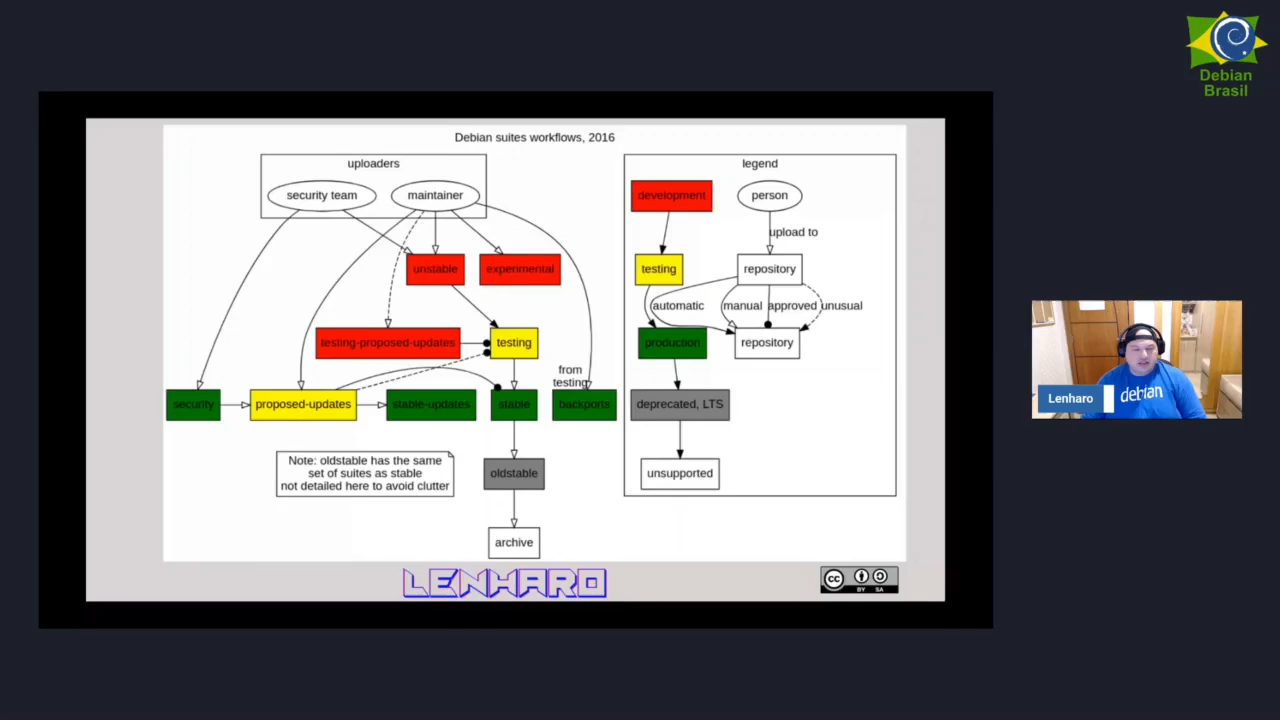 Debian
Brasil
Debian suites workflows, 2016
uploaders
security team
maintainer
unstable
experimental
testing-proposed-updates
testing
from
testing
security
proposed-updates
stable-updates
stable
backports
Note: oldstable has the same
set of suites as stable
not detailed here to avoid clutter
oldstable
archive
legend
development
person
upload to
testing
repository
automatic
manual
approved
unusual
production
repository
deprecated, LTS
unsupported
LENHARO
cc
BY SA
Lenharo
debian